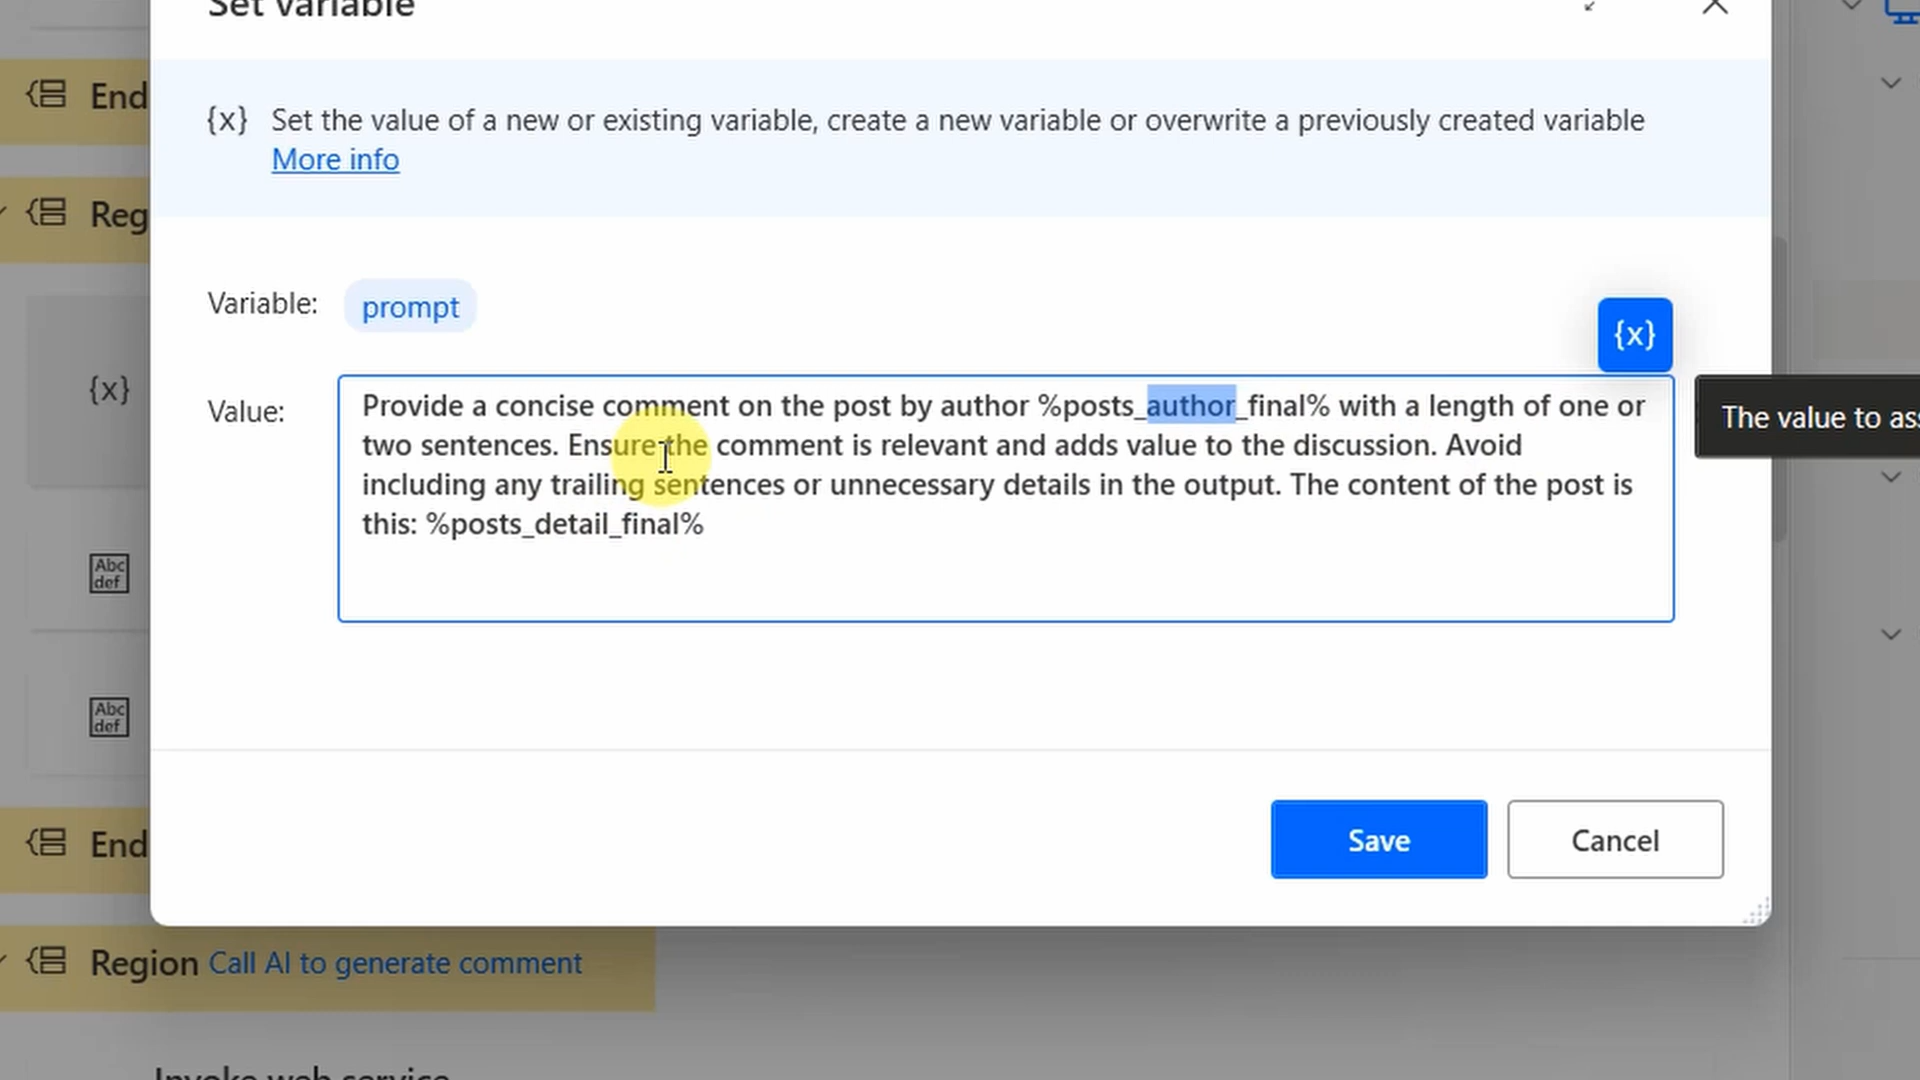 Set variable
End
{x} Set the value of a new or existing variable, create a new variable or overwrite a previously created variable
More info
Reg
Variable: prompt
{x}
{x}
Value: Provide a concise comment on the post by author %posts_author_final% with a length of one or
two sentences. Ensure the comment is relevant and adds value to the discussion. Avoid
including any trailing sentences or unnecessary details in the output. The content of the post is
this: %posts_detail_final%
The value to ass
Abc
def
Abc
def
Save
Cancel
End
Region Call AI to generate comment
Invoke web service